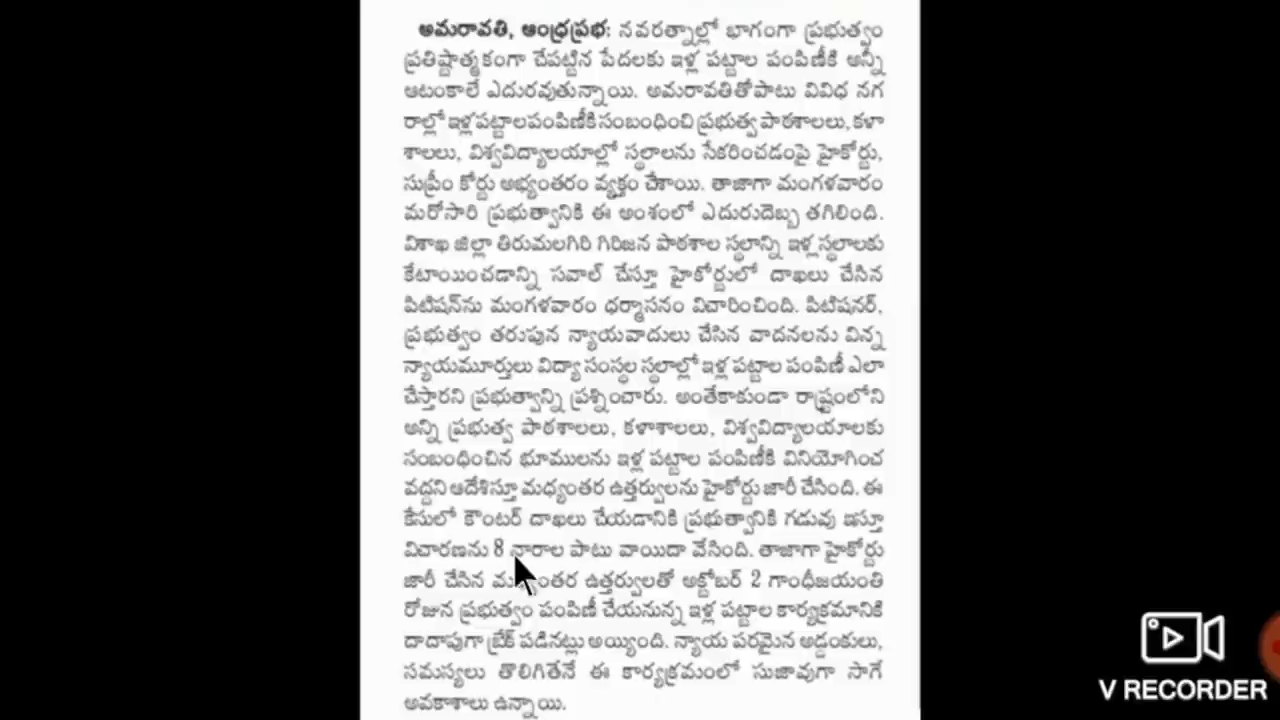 అమరావతి, ఆంధ్రప్రభ: నవరత్నాల్లో భాగంగా ప్రభుత్వం
ప్రతిష్టాత్మకంగా చేపట్టిన పేదలకు ఇళ్ల పట్టాల పంపిణీకి అన్నీ
ఆటంకాలే ఎదురవుతున్నాయి. అమరావతితోపాటు వివిధ నగ
రాల్లో ఇళ్లపట్టాలపంపిణీకిసంబంధించి ప్రభుత్వ పాఠశాలలు, కళా
శాలలు, విశ్వవిద్యాలయాల్లో స్థలాలను సేకరించడంపై హైకోర్టు,
సుప్రీం కోర్టు అభ్యంతరం వ్యక్తం చేశాయి. తాజాగా మంగళవారం
మరోసారి ప్రభుత్వానికి ఈ అంశంలో ఎదురుదెబ్బ తగిలింది.
విశాఖ జిల్లా తిరుమలగిరి గిరిజన పాఠశాల స్థలాన్ని ఇళ్లస్థలాలకు
కేటాయించడాన్ని సవాల్ చేస్తూ హైకోర్టులో దాఖలు చేసిన
పిటిషన్‌ను మంగళవారం ధర్మాసనం విచారించింది. పిటిషనర్,
ప్రభుత్వం తరుపున న్యాయవాదులు చేసిన వాదనలను విన్న
న్యాయమూర్తులు విద్యా సంస్థల స్థలాల్లో ఇళ్ల పట్టాల పంపిణీ ఎలా
చేస్తారని ప్రభుత్వాన్ని ప్రశ్నించారు. అంతేకాకుండా రాష్ట్రంలోని
అన్ని ప్రభుత్వ పాఠశాలలు, కళాశాలలు, విశ్వవిద్యాలయాలకు
సంబంధించిన భూములను ఇళ్ల పట్టాల పంపిణీకి వినియోగించ
వద్దని ఆదేశిస్తూ మధ్యంతర ఉత్తర్వులను హైకోర్టు జారీ చేసింది. ఈ
కేసులో కౌంటర్ దాఖలు చేయడానికి ప్రభుత్వానికి గడువు ఇస్తూ
విచారణను 8 వారాల పాటు వాయిదా వేసింది. తాజాగా హైకోర్టు
జారీ చేసిన మధ్యంతర ఉత్తర్వులతో అక్టోబర్ 2 గాంధీజయంతి
రోజున ప్రభుత్వం పంపిణీ చేయనున్న ఇళ్ల పట్టాల కార్యక్రమానికి
దాదాపుగా బ్రేక్ పడినట్లు అయ్యింది. న్యాయ పరమైన అడ్డంకులు,
సమస్యలు తొలిగితేనే ఈ కార్యక్రమంలో సుజావుగా సాగే
అవకాశాలు ఉన్నాయి.
V RECORDER